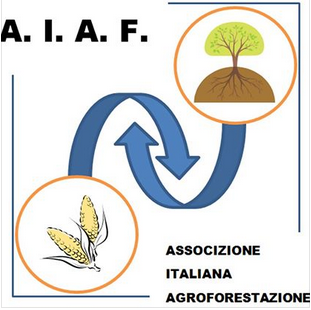 A. I. A. F.
ASSOCIZIONE
ITALIANA
AGROFORESTAZIONE